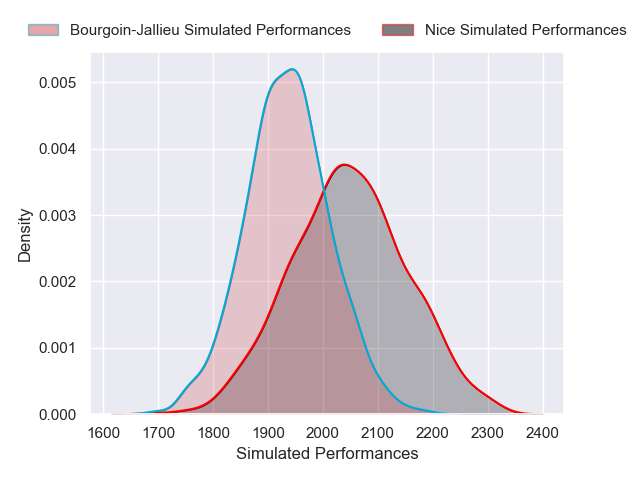 Bourgoin-Jallieu Simulated Performances Nice Simulated Performances
0.005
0.004
0.003
0.002
0.001
0.000
Density
1600 1700 1800 1900 2000 2100 2200 2300 2400
Simulated Performances